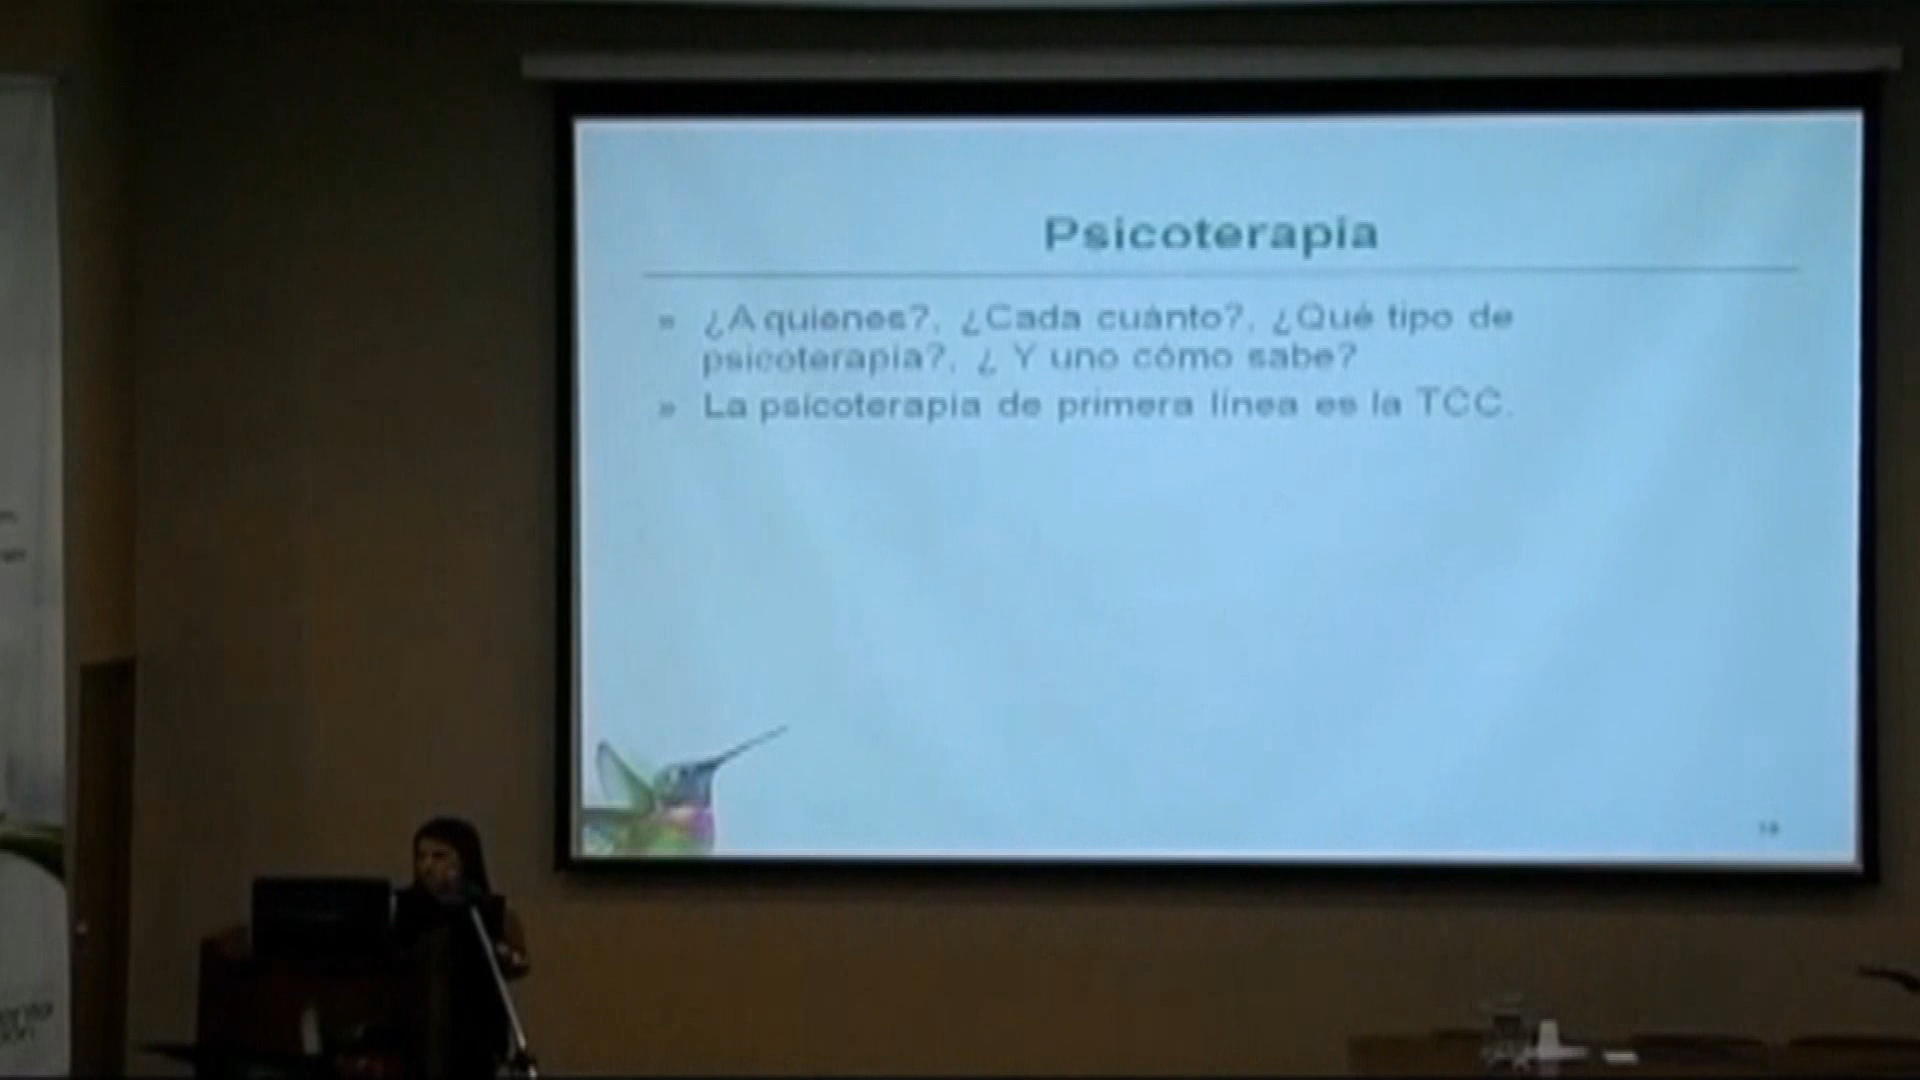 Psicoterapia
» ¿A quienes?, ¿Cada cuánto?, ¿Qué tipo de
psicoterapia?, ¿ Y uno cómo sabe?
» La psicoterapia de primera línea es la TCC.